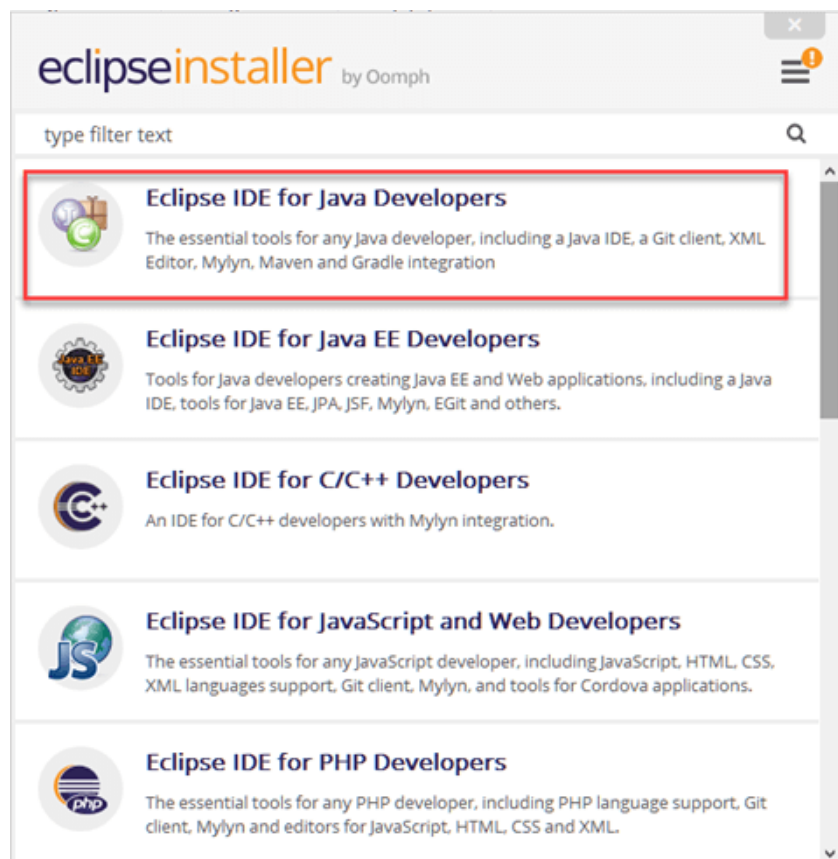 eclipseinstaller by Oomph
type filter text
Eclipse IDE for Java Developers
The essential tools for any Java developer, including a Java IDE, a Git client, XML
Editor, Mylyn, Maven and Gradle integration
Eclipse IDE for Java EE Developers
Tools for Java developers creating Java EE and Web applications, including a Java
IDE, tools for Java EE, JPA, JSF, Mylyn, EGit and others.
Java EE
IDE
Eclipse IDE for C/C++ Developers
An IDE for C/C++ developers with Mylyn integration.
C++
Eclipse IDE for JavaScript and Web Developers
The essential tools for any JavaScript developer, including JavaScript, HTML, CSS,
XML languages support, Git client, Mylyn, and tools for Cordova applications.
JS
Eclipse IDE for PHP Developers
The essential tools for any PHP developer, including PHP language support, Git
client, Mylyn and editors for JavaScript, HTML, CSS and XML.
php